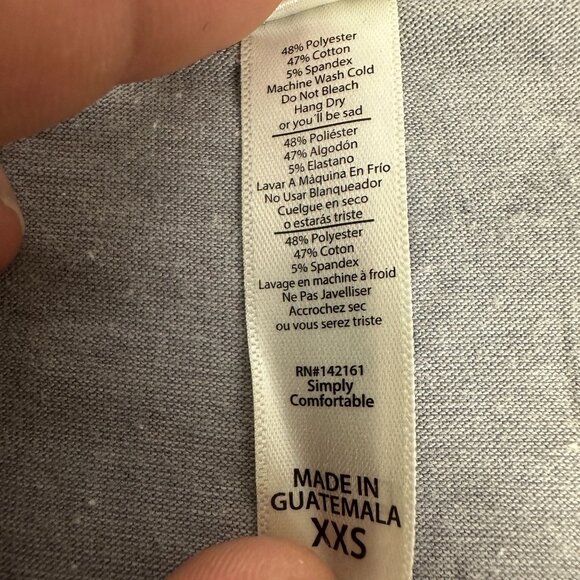 48% Polyester
47% Cotton
5% Spandex
Machine Wash Cold
Do Not Bleach
Hang Dry
or you'll be sad
48% Poliéster
47% Algodón
5% Elastano
Lavar A Máquina En Frío
No Usar Blanqueador
Cuelgue en seco
o estarás triste
48% Polyester
47% Coton
5% Spandex
Lavage en machine à froid
Ne Pas Javelliser
Accrochez sec
ou vous serez triste
RN#142161
Simply
Comfortable
MADE IN
GUATEMALA
XXS